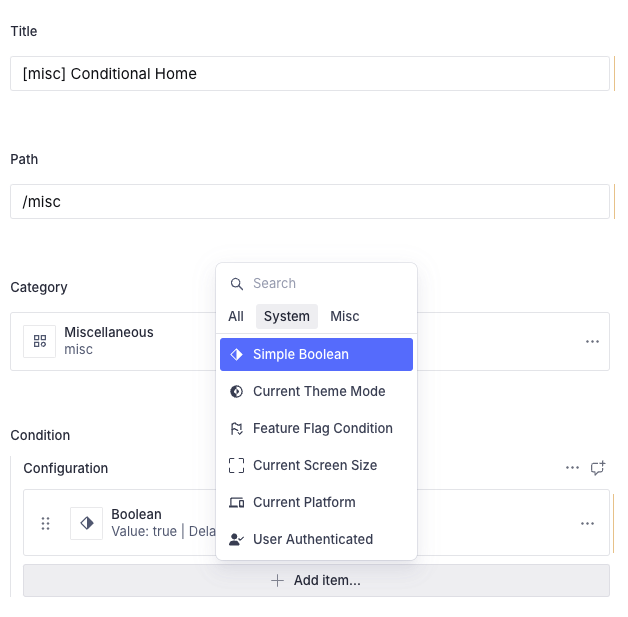 Title
[misc] Conditional Home
Path
/misc
Category
Miscellaneous
misc
Search
All System Misc
Simple Boolean
Current Theme Mode
Feature Flag Condition
Current Screen Size
Current Platform
User Authenticated
Condition
Configuration
Boolean
Value: true | Dela
Add item...